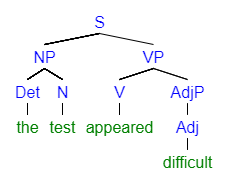 S
NP VP
Det N V AdjP
the test appeared Adj
difficult